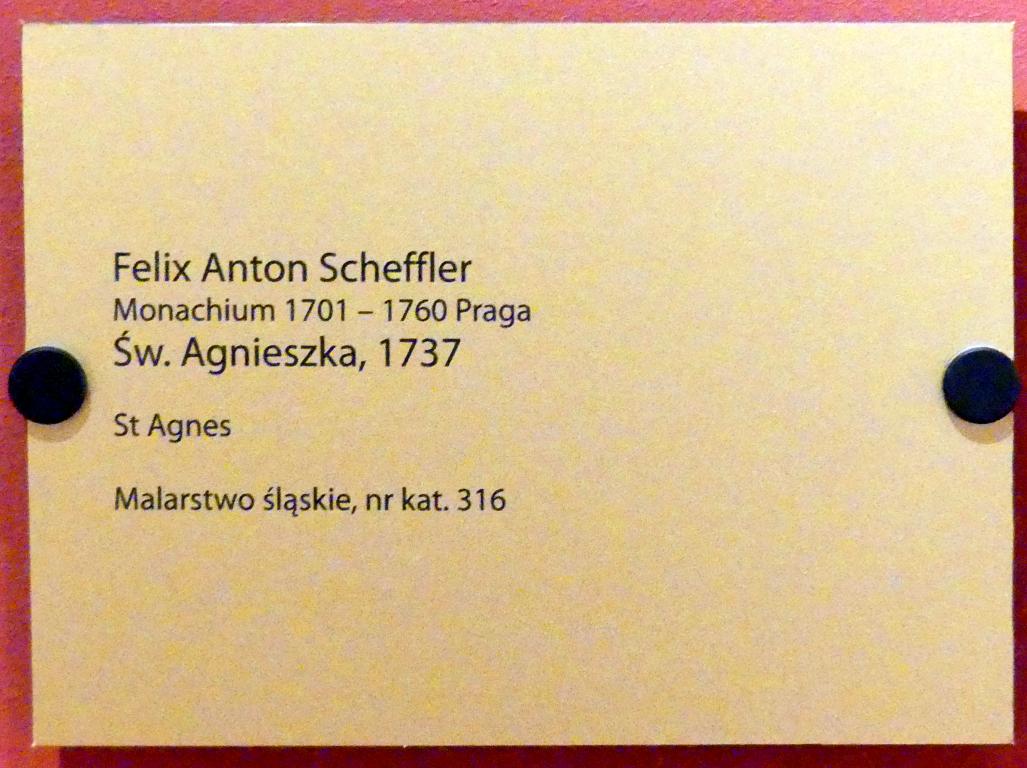 Felix Anton Scheffler
Monachium 1701 – 1760 Praga
Św. Agnieszka, 1737
St Agnes
Malarstwo śląskie, nr kat. 316